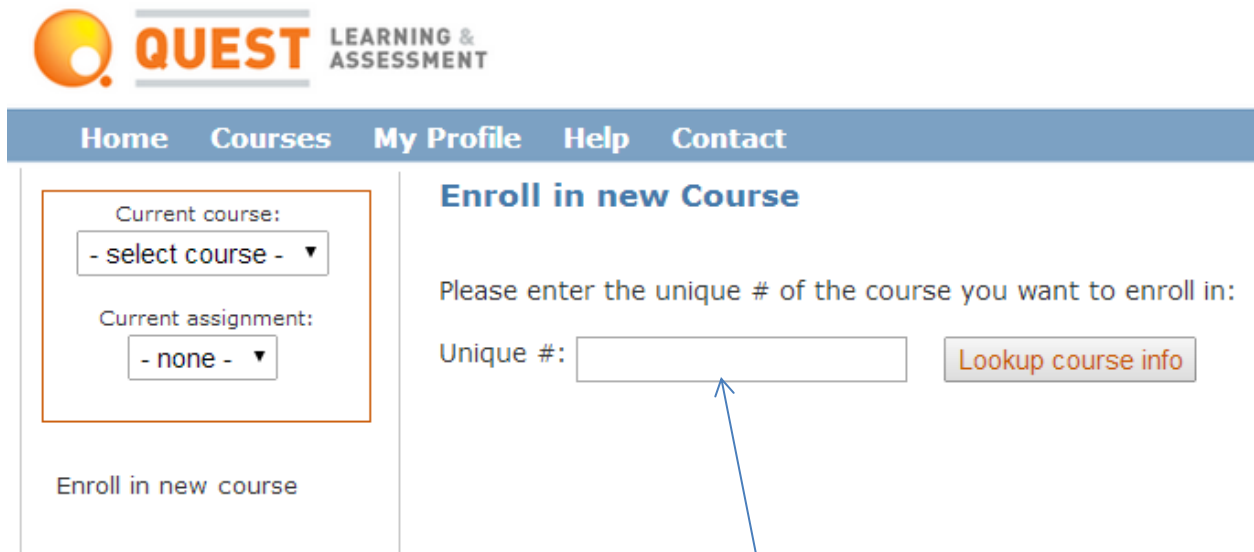 QUEST LEARNING &
ASSESSMENT
Home Courses My Profile Help Contact
Current course:
- select course -
Current assignment:
- none -
Enroll in new course
Enroll in new Course
Please enter the unique # of the course you want to enroll in:
Unique #: Lookup course info